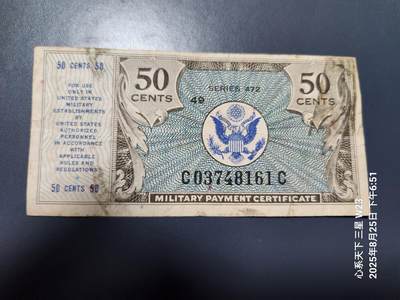 50 CENTS 50
FOR USE
ONLY IN
UNITED STATES
MILITARY
ESTABLISHMENTS
BY
UNITED STATES
AUTHORIZED
PERSONNEL
IN ACCORDANCE
WITH
APPLICABLE
RULES AND
REGULATIONS
50 CENTS 50
50
CENTS
SERIES 472
49
50
CENTS
C03748161C
MILITARY PAYMENT CERTIFICATE
心系天下 三星 W23
2025年8月25日 下午6:51